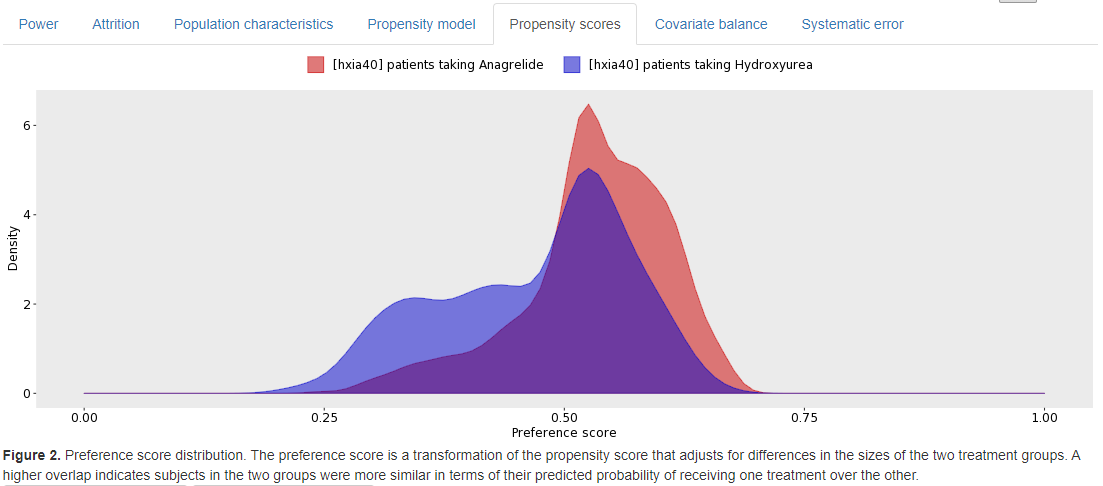 Power Attrition Population characteristics Propensity model Propensity scores Covariate balance Systematic error
[hxia40] patients taking Anagrelide [hxia40] patients taking Hydroxyurea
6
4
2
0
Density
0.00 0.25 0.50 0.75 1.00
Preference score
Figure 2. Preference score distribution. The preference score is a transformation of the propensity score that adjusts for differences in the sizes of the two treatment groups. A
higher overlap indicates subjects in the two groups were more similar in terms of their predicted probability of receiving one treatment over the other.